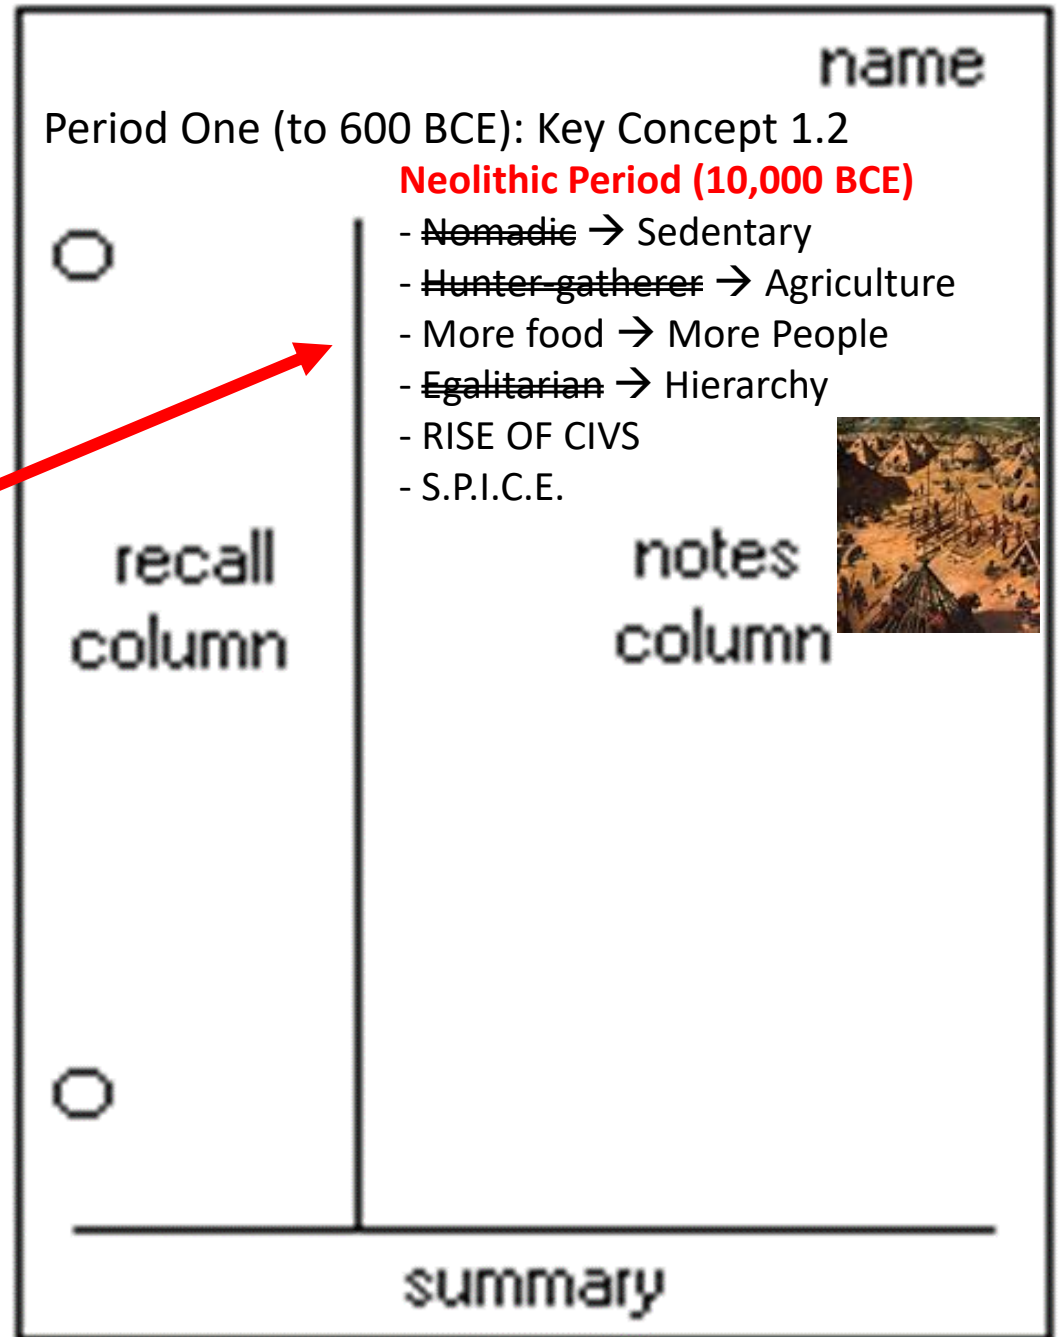 name
Period One (to 600 BCE): Key Concept 1.2
Neolithic Period (10,000 BCE)
- Nomadic → Sedentary
- Hunter-gatherer → Agriculture
- More food → More People
- Egalitarian → Hierarchy
- RISE OF CIVS
- S.P.I.C.E.
recall
column
notes
column
summary